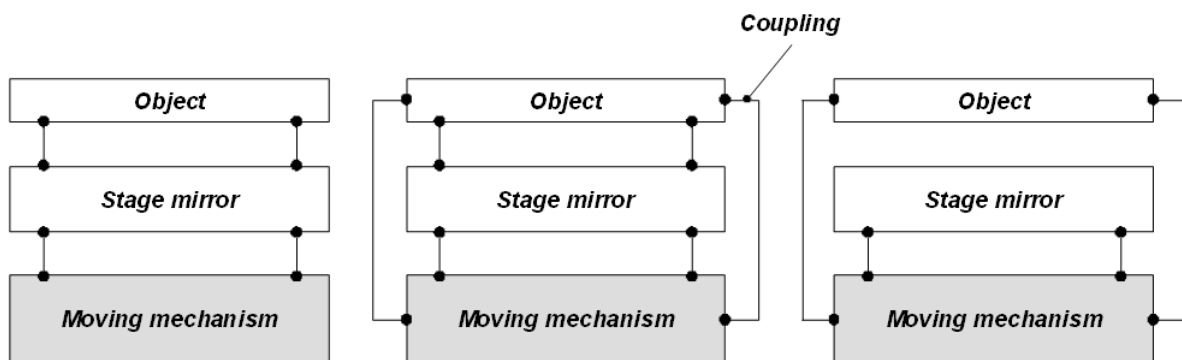 Coupling
Object
Object
Object
Stage mirror
Stage mirror
Stage mirror
Moving mechanism
Moving mechanism
Moving mechanism